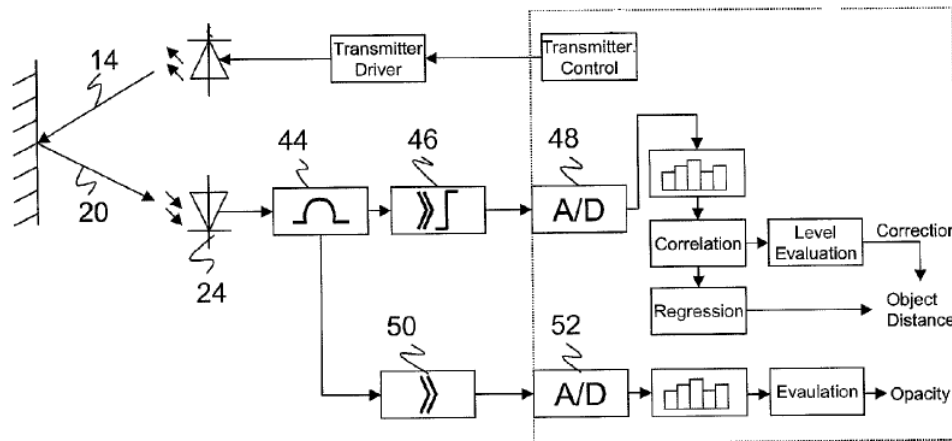 Transmitter
Driver
Transmitter.
Control
14
44
46
48
A/D
20
24
Correlation
Level
Evaluation
Correction
Regression
Object
Distance
50
52
A/D
Evaulation
Opacity